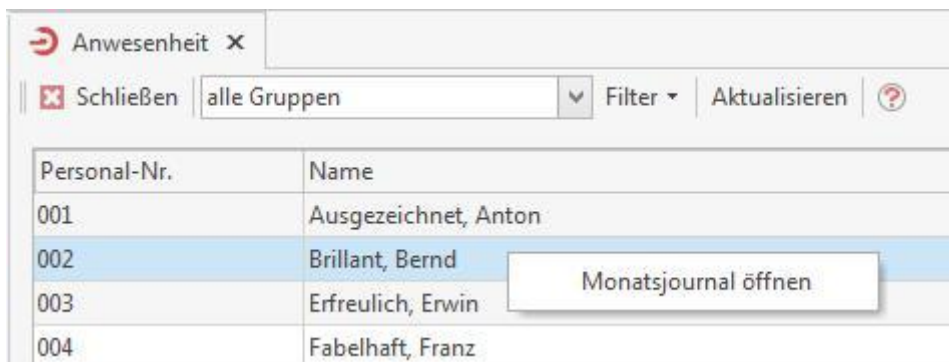 Anwesenheit
Schließen alle Gruppen Filter Aktualisieren ?
Personal-Nr. Name
001 Ausgezeichnet, Anton
002 Brillant, Bernd
Monatsjournal öffnen
003 Erfreulich, Erwin
004 Fabelhaft, Franz